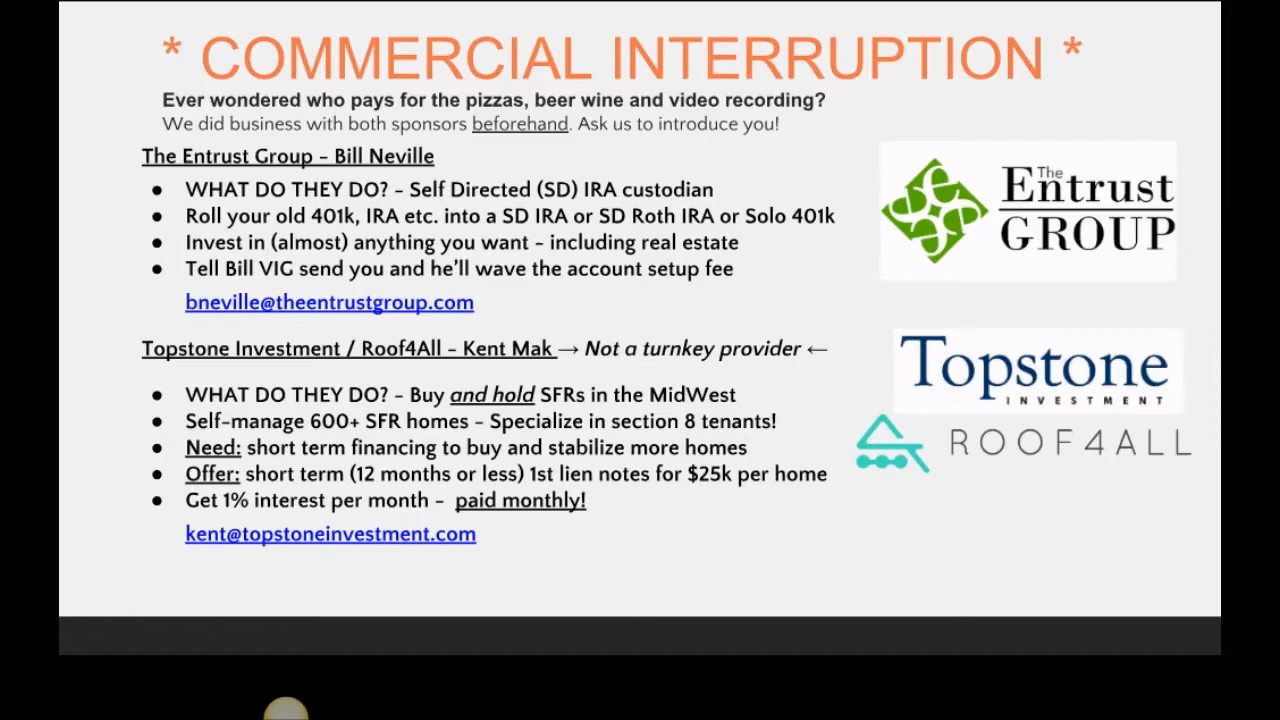 * COMMERCIAL INTERRUPTION *
Ever wondered who pays for the pizzas, beer wine and video recording?
We did business with both sponsors beforehand. Ask us to introduce you!
The Entrust Group - Bill Neville
● WHAT DO THEY DO? - Self Directed (SD) IRA custodian
● Roll your old 401k, IRA etc. into a SD IRA or SD Roth IRA or Solo 401k
● Invest in (almost) anything you want - including real estate
● Tell Bill VIG send you and he'll wave the account setup fee
bneville@theentrustgroup.com
The
Entrust
GROUP
Topstone Investment / Roof4All - Kent Mak → Not a turnkey provider ←
● WHAT DO THEY DO? - Buy and hold SFRs in the MidWest
● Self-manage 600+ SFR homes - Specialize in section 8 tenants!
● Need: short term financing to buy and stabilize more homes
● Offer: short term (12 months or less) 1st lien notes for $25k per home
● Get 1% interest per month - paid monthly!
kent@topstoneinvestment.com
Topstone
INVESTMENT
ROOF4ALL